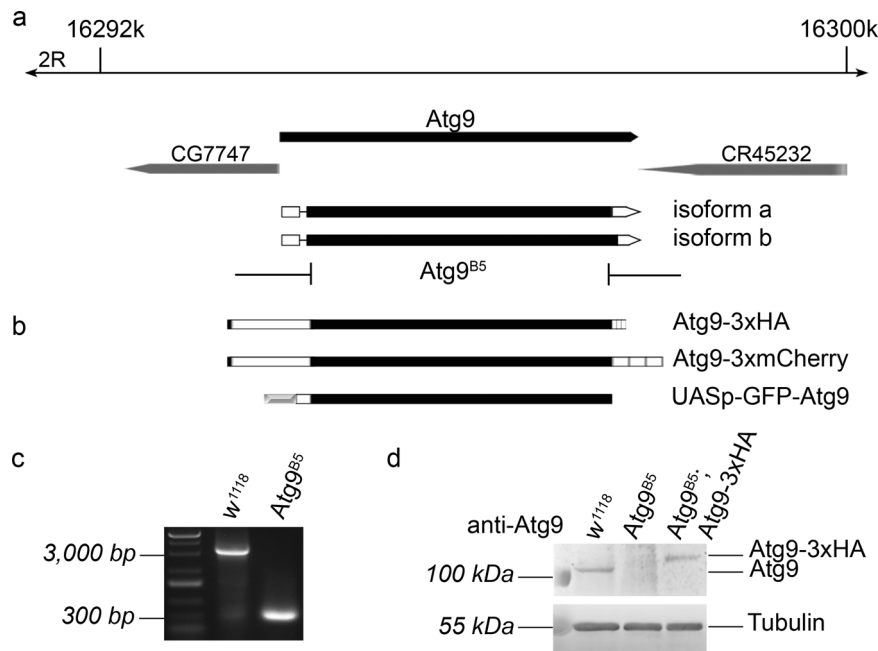 a
16292k 16300k
2R
Atg9
CG7747 CR45232
isoform a
isoform b
Atg9B5
b
Atg9-3xHA
Atg9-3xmCherry
UASp-GFP-Atg9
c
w1118 Atg9B5
3,000 bp
300 bp
d
anti-Atg9
w1118 Atg9B5 Atg9B5; Atg9-3xHA
Atg9-3xHA
100 kDa Atg9
55 kDa Tubulin